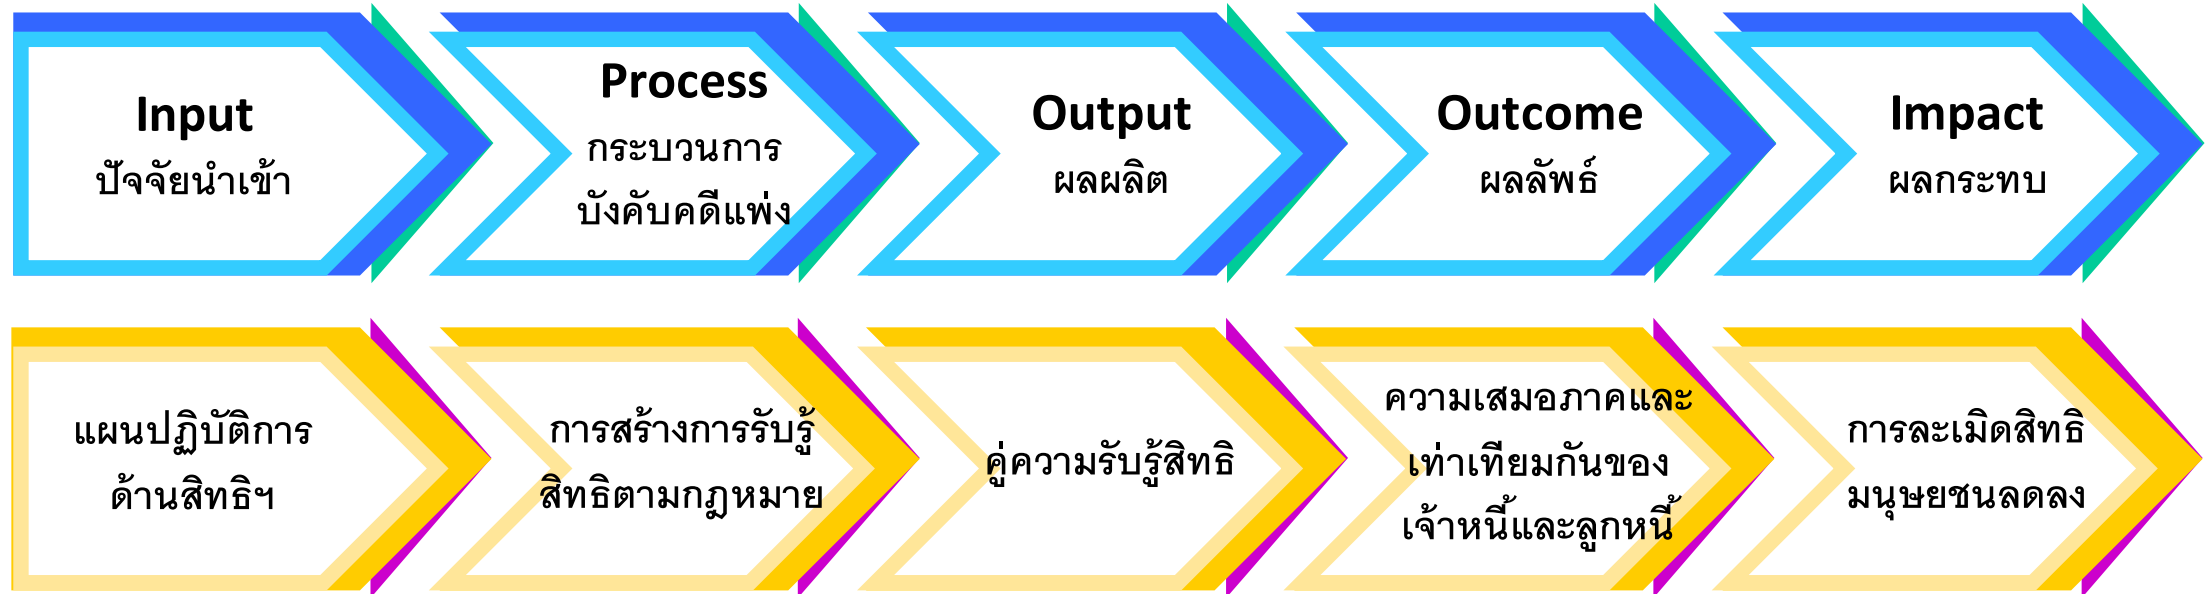 Input
ปัจจัยนำเข้า
Process
กระบวนการ
บังคับคดีแพ่ง
Output
ผลผลิต
Outcome
ผลลัพธ์
Impact
ผลกระทบ
แผนปฏิบัติการ
ด้านสิทธิฯ
การสร้างการรับรู้
สิทธิตามกฎหมาย
คู่ความรับรู้สิทธิ
ความเสมอภาคและ
เท่าเทียมกันของ
เจ้าหนี้และลูกหนี้
การละเมิดสิทธิ
มนุษยชนลดลง